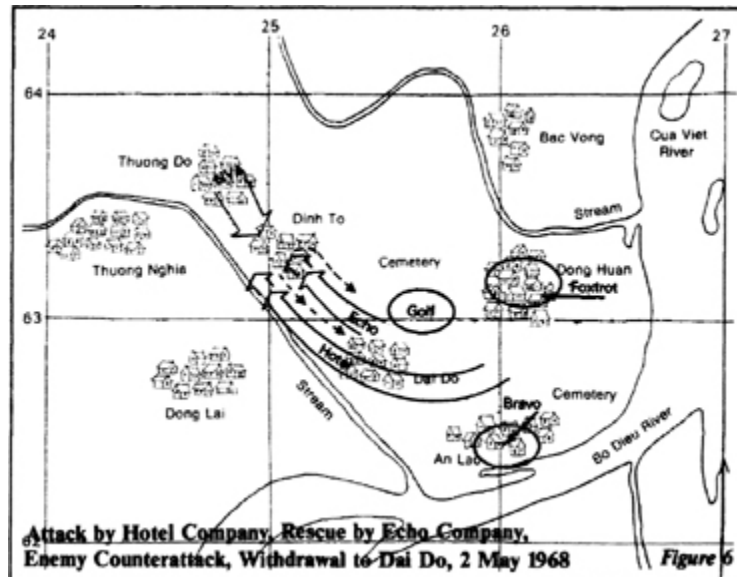 24
25
26
27
64
Thuong Do
NVA
Bac Vong
Cua Viet
River
Dinh To
Stream
Thuong Nghia
Cemetery
Dong Huan
Foxtrot
Golf
63
Echo
Hotel
Dai Do
Dong Lai
Stream
Bravo
Cemetery
An Lac
Bo Dieu River
62
Attack by Hotel Company, Rescue by Echo Company,
Enemy Counterattack, Withdrawal to Dai Do, 2 May 1968
Figure 6